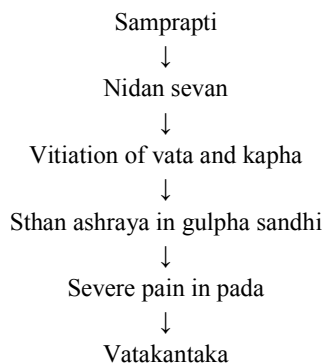 Samprapti
↓
Nidan sevan
↓
Vitiation of vata and kapha
↓
Sthan ashraya in gulpha sandhi
↓
Severe pain in pada
↓
Vatakantaka